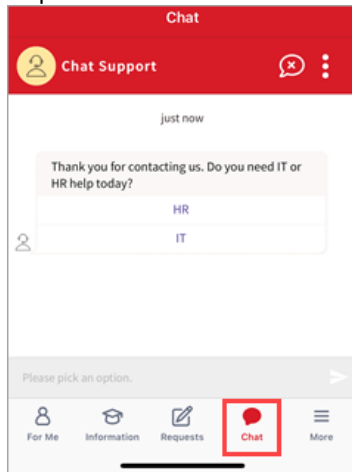 Chat
Chat Support
just now
Thank you for contacting us. Do you need IT or
HR help today?
HR
IT
Please pick an option.
For Me
Information
Requests
Chat
More